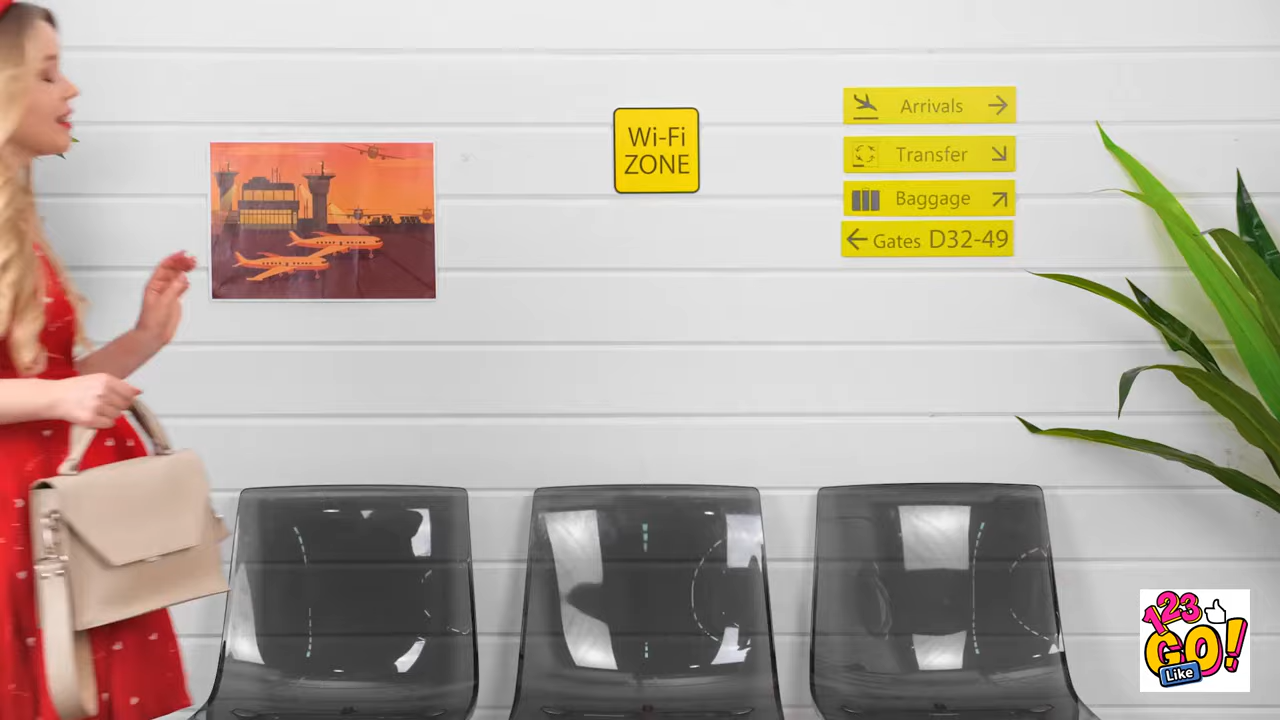 Wi-Fi
ZONE
Arrivals
Transfer
Baggage
Gates D32-49
123
GO!
Like